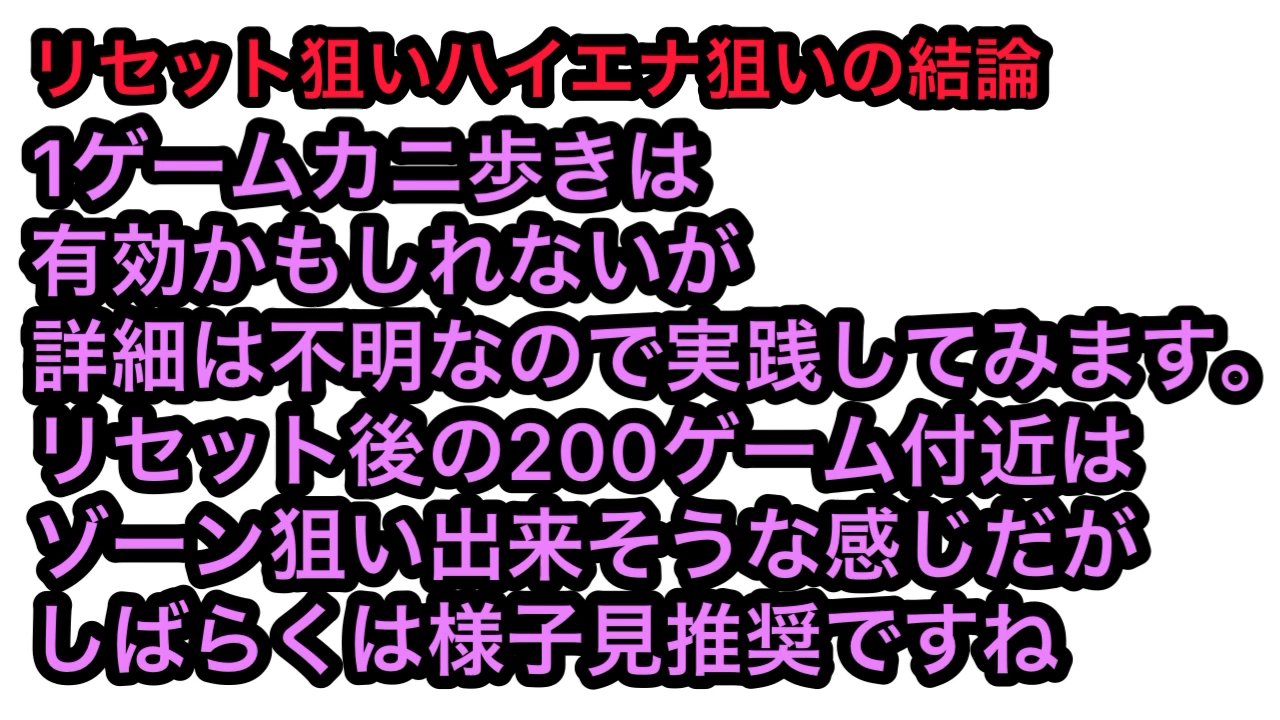 リセット狙いハイエナ狙いの結論
1ゲームカニ歩きは
有効かもしれないが
詳細は不明なので実践してみます。
リセット後の200ゲーム付近は
ゾーン狙い出来そうな感じだが
しばらくは様子見推奨ですね